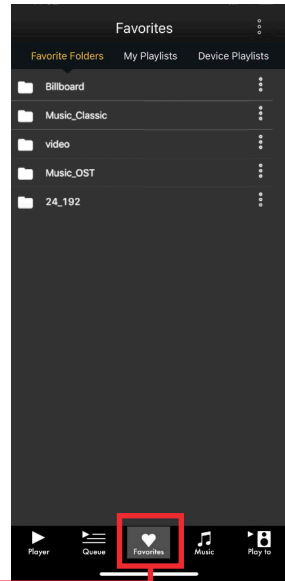 Favorites
Favorite Folders My Playlists Device Playlists
Billboard
Music_Classic
video
Music_OST
24_192
Player Queue Favorites Music Play to